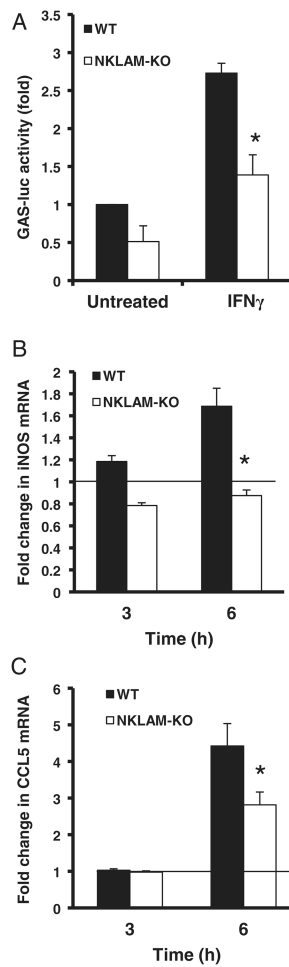 A
GAS-luc activity (fold)
3.5
3
2.5
2
1.5
1
0.5
0
WT
NKLAM-KO
*
Untreated
IFNγ
B
Fold change in iNOS mRNA
2
1.8
1.6
1.4
1.2
1
0.8
0.6
0.4
0.2
0
WT
NKLAM-KO
*
3
6
Time (h)
C
Fold change in CCL5 mRNA
6
5
4
3
2
1
0
WT
NKLAM-KO
*
3
6
Time (h)